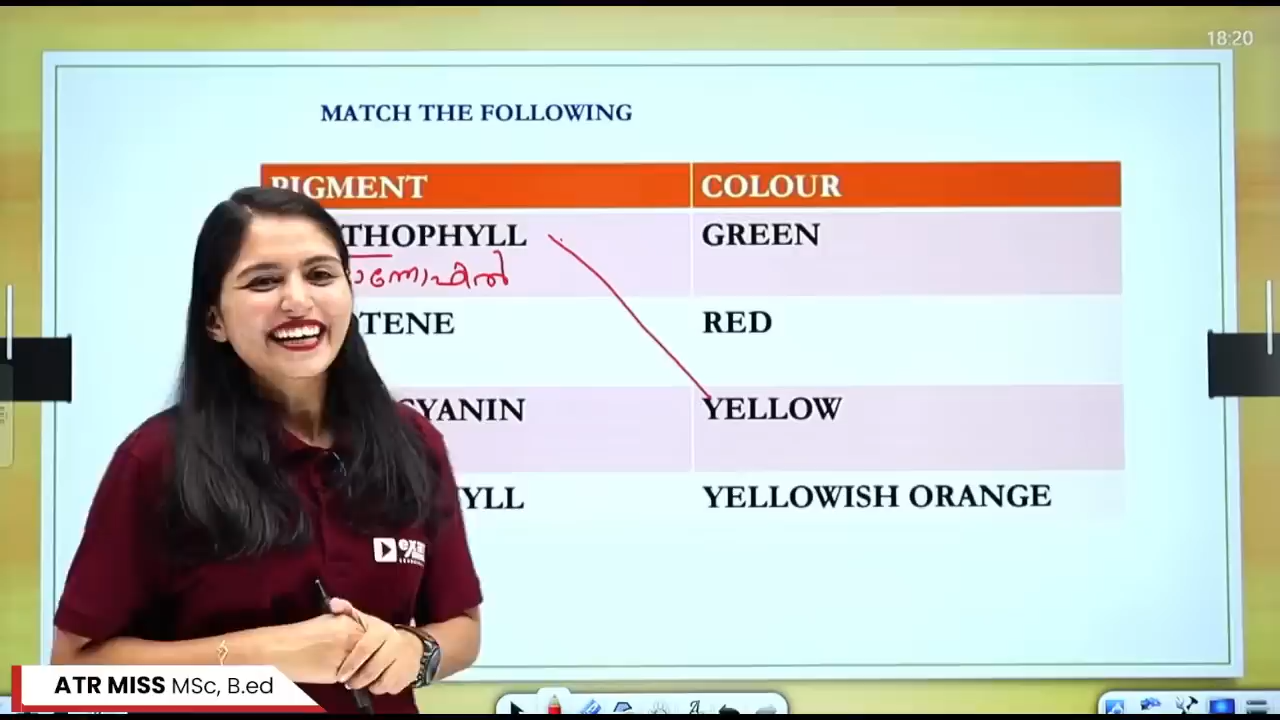 18:20
MATCH THE FOLLOWING
PIGMENT COLOUR
THOPHYLL GREEN
ന്തോഫിൽ
TENE RED
CYANIN YELLOW
YLL YELLOWISH ORANGE
ATR MISS MSc, B.ed